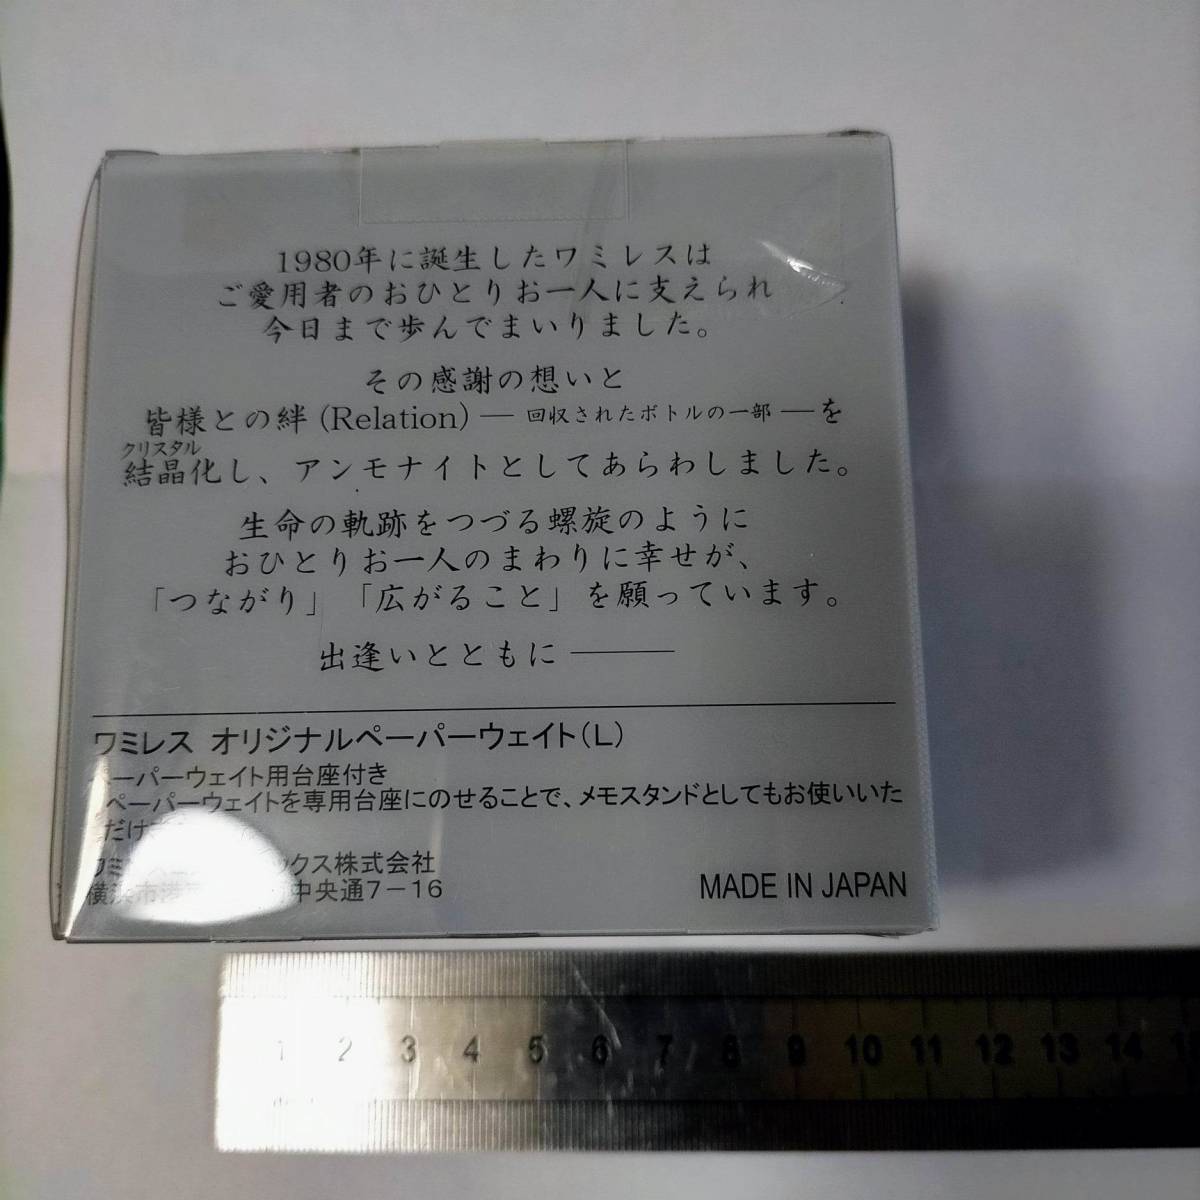 1980年に誕生したワミレスは
ご愛用者のおひとりお一人に支えられ
今日まで歩んでまいりました。
その感謝の想いと
皆様との絆(Relation)― 回収されたボトルの一部 ―を
クリスタル
結晶化し、アンモナイトとしてあらわしました。
生命の軌跡をつづる螺旋のように
おひとりお一人のまわりに幸せが、
「つながり」「広がること」を願っています。
出逢いとともに―――
ワミレス オリジナルペーパーウェイト(L)
ペーパーウェイト用台座付き
ペーパーウェイトを専用台座にのせることで、メモスタンドとしてもお使いいた
だけ
ックス株式会社
横浜市港 中央通7-16
MADE IN JAPAN
1 2 3 4 5 6 7 8 9 10 11 12 13 14